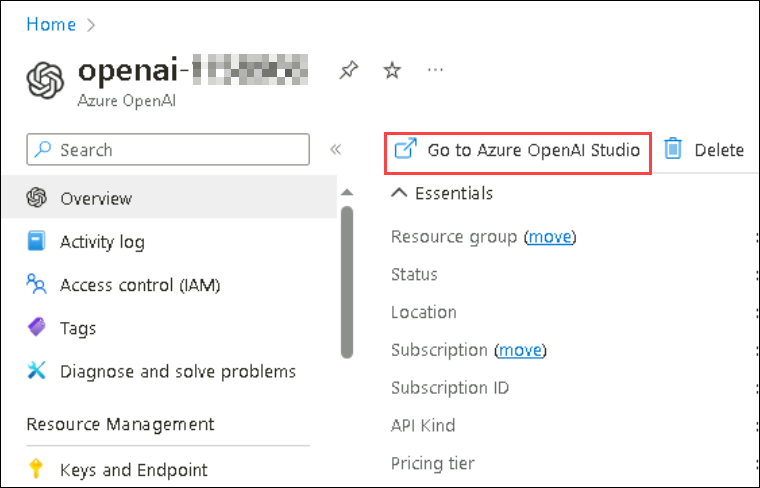 Home >
openai-
Azure OpenAI
Search
«
Go to Azure OpenAI Studio
Delete
Overview
Activity log
Access control (IAM)
Tags
Diagnose and solve problems
Resource Management
Keys and Endpoint
Essentials
Resource group (move) :
Status :
Location :
Subscription (move) :
Subscription ID :
API Kind :
Pricing tier :